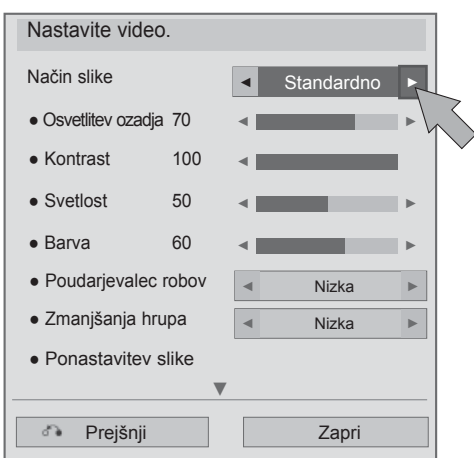 Nastavite video.
Način slike ◄ Standardno ►
● Osvetlitev ozadja 70
● Kontrast 100
● Svetlost 50
● Barva 60
● Poudarjevalec robov ◄ Nizka ►
● Zmanjšanja hrupa ◄ Nizka ►
● Ponastavitev slike
▼
Prejšnji Zapri